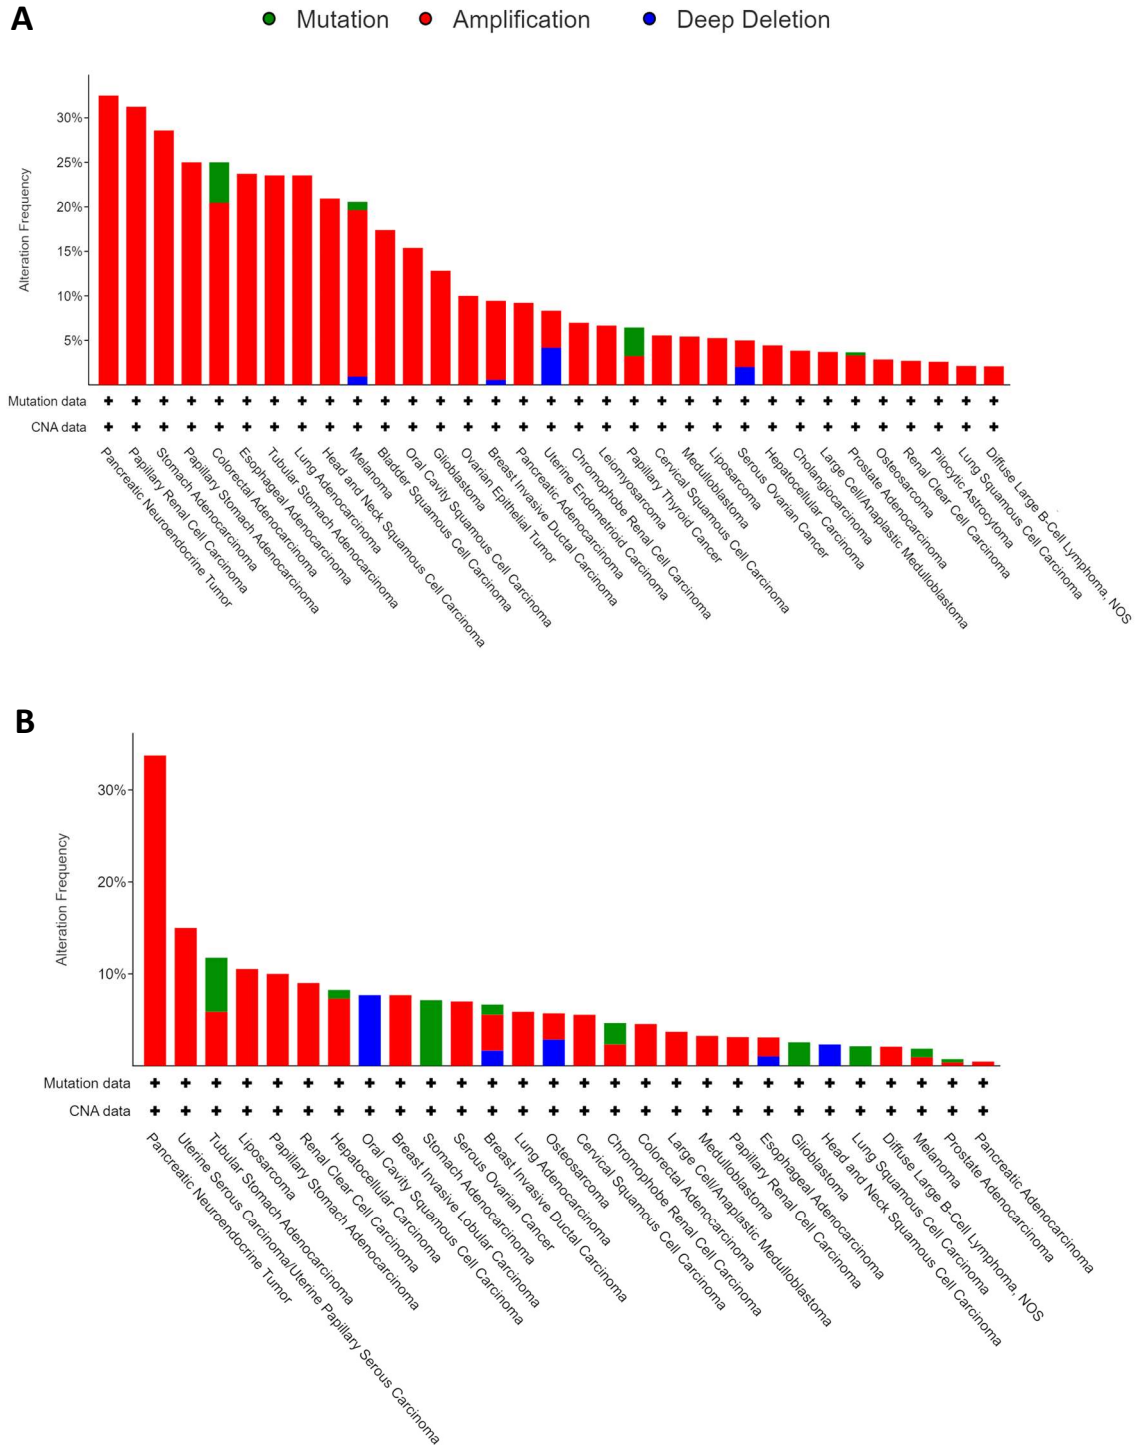 A
Mutation Amplification Deep Deletion
Alteration Frequency
30%
25%
20%
15%
10%
5%
Mutation data
CNA data
Pancreatic Neuroendocrine Tumor
Papillary Renal Cell Carcinoma
Stomach Adenocarcinoma
Papillary Stomach Adenocarcinoma
Colorectal Adenocarcinoma
Esophageal Adenocarcinoma
Tubular Stomach Adenocarcinoma
Lung Adenocarcinoma
Head and Neck Squamous Cell Carcinoma
Melanoma
Bladder Squamous Cell Carcinoma
Oral Cavity Squamous Cell Carcinoma
Glioblastoma
Ovarian Epithelial Tumor
Breast Invasive Ductal Carcinoma
Pancreatic Adenocarcinoma
Uterine Endometrioid Carcinoma
Chromophobe Renal Cell Carcinoma
Leiomyosarcoma
Papillary Thyroid Cancer
Cervical Squamous Cell Carcinoma
Medulloblastoma
Liposarcoma
Serous Ovarian Cancer
Hepatocellular Carcinoma
Cholangiocarcinoma
Large Cell/Anaplastic Medulloblastoma
Prostate Adenocarcinoma
Osteosarcoma
Renal Clear Cell Carcinoma
Pilocytic Astrocytoma
Lung Squamous Cell Carcinoma
Diffuse Large B-Cell Lymphoma, NOS
B
Alteration Frequency
30%
20%
10%
Mutation data
CNA data
Pancreatic Neuroendocrine Tumor
Uterine Serous Carcinoma/Uterine Papillary Serous Carcinoma
Tubular Stomach Adenocarcinoma
Liposarcoma
Papillary Stomach Adenocarcinoma
Renal Clear Cell Carcinoma
Hepatocellular Carcinoma
Oral Cavity Squamous Cell Carcinoma
Breast Invasive Lobular Carcinoma
Stomach Adenocarcinoma
Serous Ovarian Cancer
Breast Invasive Ductal Carcinoma
Lung Adenocarcinoma
Osteosarcoma
Cervical Squamous Cell Carcinoma
Chromophobe Renal Cell Carcinoma
Colorectal Adenocarcinoma
Large Cell/Anaplastic Medulloblastoma
Medulloblastoma
Papillary Renal Cell Carcinoma
Esophageal Adenocarcinoma
Glioblastoma
Head and Neck Squamous Cell Carcinoma
Lung Squamous Cell Carcinoma
Diffuse Large B-Cell Lymphoma, NOS
Melanoma
Prostate Adenocarcinoma
Pancreatic Adenocarcinoma